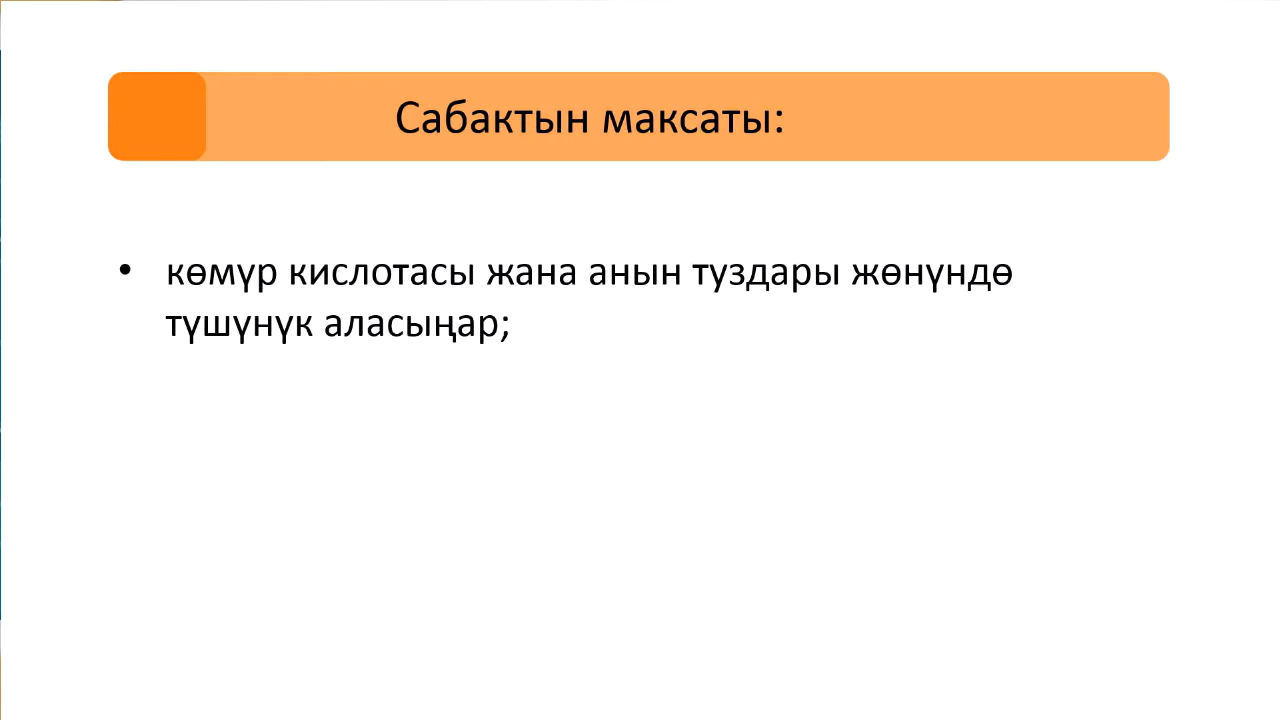 Сабактын максаты:
• көмүр кислотасы жана анын туздары жөнүндө
түшүнүк аласыңар;